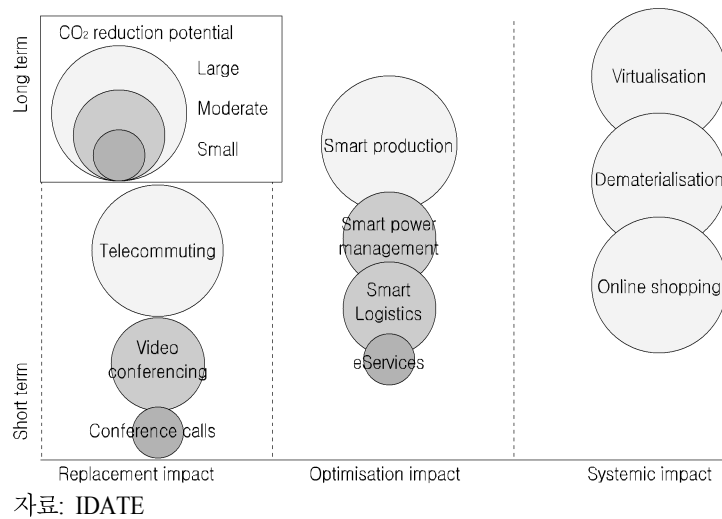 Long term
CO₂ reduction potential
Large
Moderate
Small
Telecommuting
Video
conferencing
Conference calls
Short term
Smart production
Smart power
management
Smart
Logistics
eServices
Virtualisation
Dematerialisation
Online shopping
Replacement impact
Optimisation impact
Systemic impact
자료: IDATE